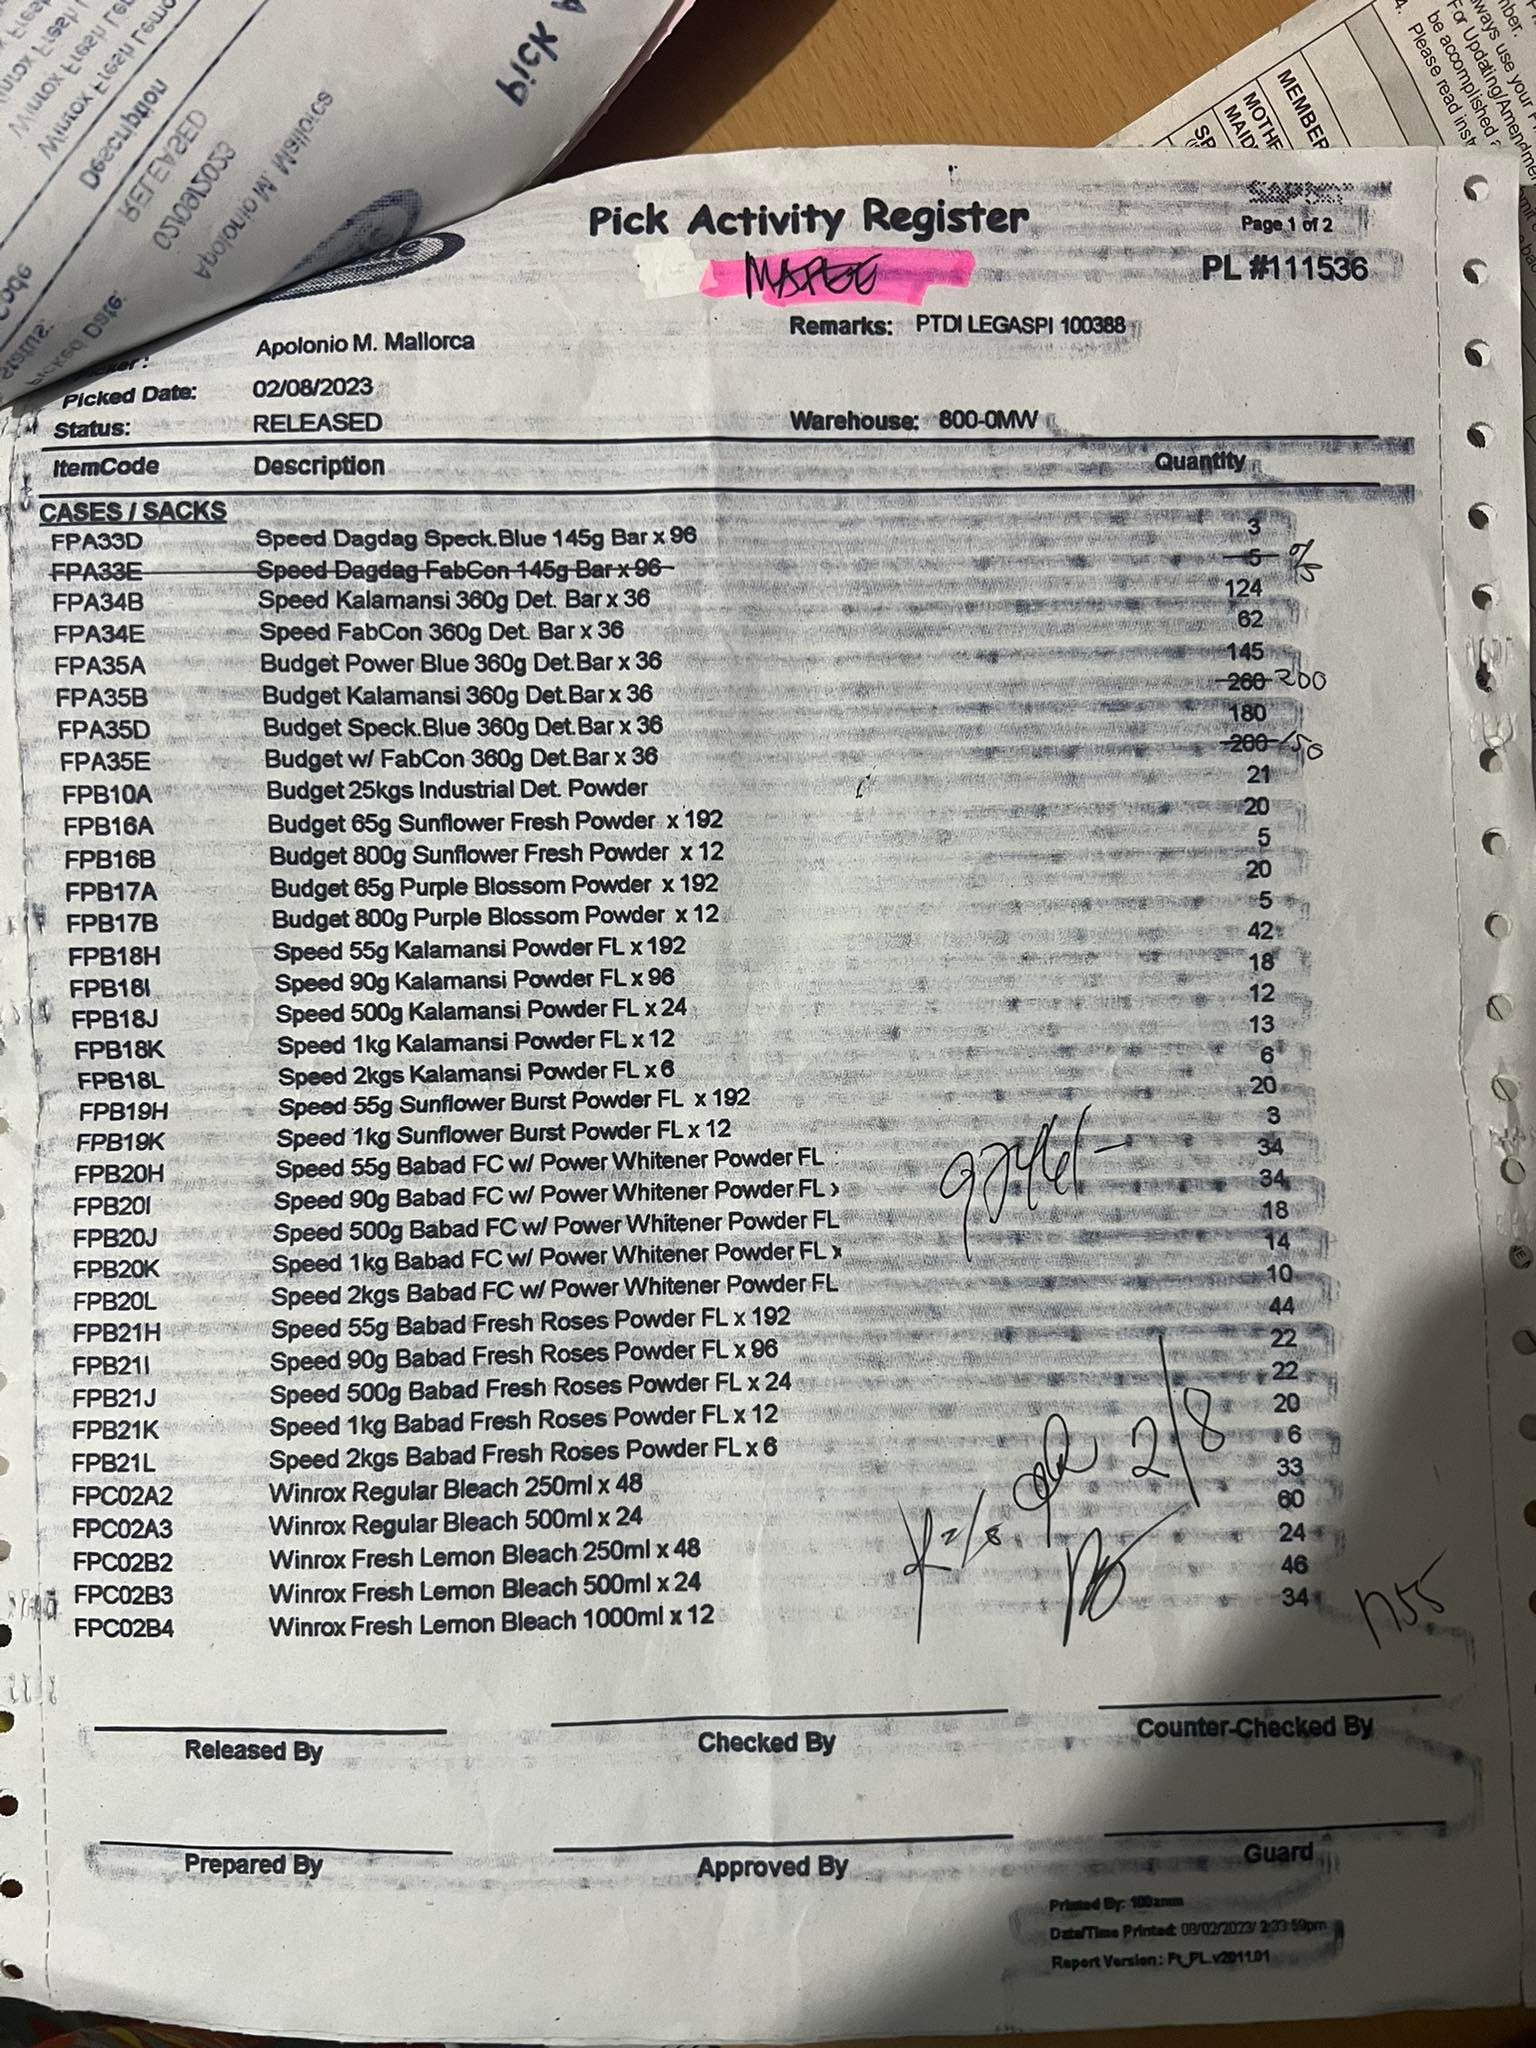 Pick Activity Register
Page 1 of 2
PL #111536
Apolonio M. Mallorca
Remarks: PTDI LEGASPI 100388
Picked Date: 02/08/2023
Status: RELEASED Warehouse: 800-0MW
ItemCode Description Quantity
CASES / SACKS
FPA33D Speed Dagdag Speck.Blue 145g Bar x 96 3
FPA33E Speed Dagdag FabCon 145g Bar x 96 5
FPA34B Speed Kalamansi 360g Det. Bar x 36 124
FPA34E Speed FabCon 360g Det. Bar x 36 62
FPA35A Budget Power Blue 360g Det.Bar x 36 145
FPA35B Budget Kalamansi 360g Det.Bar x 36 260 200
FPA35D Budget Speck.Blue 360g Det.Bar x 36 180
FPA35E Budget w/ FabCon 360g Det.Bar x 36 200 150
FPB10A Budget 25kgs Industrial Det. Powder 21
FPB16A Budget 65g Sunflower Fresh Powder x 192 20
FPB16B Budget 800g Sunflower Fresh Powder x 12 5
FPB17A Budget 65g Purple Blossom Powder x 192 20
FPB17B Budget 800g Purple Blossom Powder x 12 5
FPB18H Speed 55g Kalamansi Powder FL x 192 42
FPB18I Speed 90g Kalamansi Powder FL x 96 18
FPB18J Speed 500g Kalamansi Powder FL x 24 12
FPB18K Speed 1kg Kalamansi Powder FL x 12 13
FPB18L Speed 2kgs Kalamansi Powder FL x 6 6
FPB19H Speed 55g Sunflower Burst Powder FL x 192 20
FPB19K Speed 1kg Sunflower Burst Powder FL x 12 3
FPB20H Speed 55g Babad FC w/ Power Whitener Powder FL 34
FPB20I Speed 90g Babad FC w/ Power Whitener Powder FL 34
FPB20J Speed 500g Babad FC w/ Power Whitener Powder FL 18
FPB20K Speed 1kg Babad FC w/ Power Whitener Powder FL x 14
FPB20L Speed 2kgs Babad FC w/ Power Whitener Powder FL 10
FPB21H Speed 55g Babad Fresh Roses Powder FL x 192 44
FPB21I Speed 90g Babad Fresh Roses Powder FL x 96 22
FPB21J Speed 500g Babad Fresh Roses Powder FL x 24 22
FPB21K Speed 1kg Babad Fresh Roses Powder FL x 12 20
FPB21L Speed 2kgs Babad Fresh Roses Powder FL x 6 6
2/8
FPC02A2 Winrox Regular Bleach 250ml x 48 33
FPC02A3 Winrox Regular Bleach 500ml x 24 60
FPC02B2 Winrox Fresh Lemon Bleach 250ml x 48 24
FPC02B3 Winrox Fresh Lemon Bleach 500ml x 24 46
FPC02B4 Winrox Fresh Lemon Bleach 1000ml x 12 34
Released By Checked By Counter-Checked By
Prepared By Approved By Guard
Printed By:
Date/Time Printed: 08/02/2023/ 2:33:59pm
Report Version:
Description
RELEASED
02/09/2023
Apolonio M. Mallorca
Status:
Picked Date:
Winrox Fresh Lemo
Pick A
MEMBER